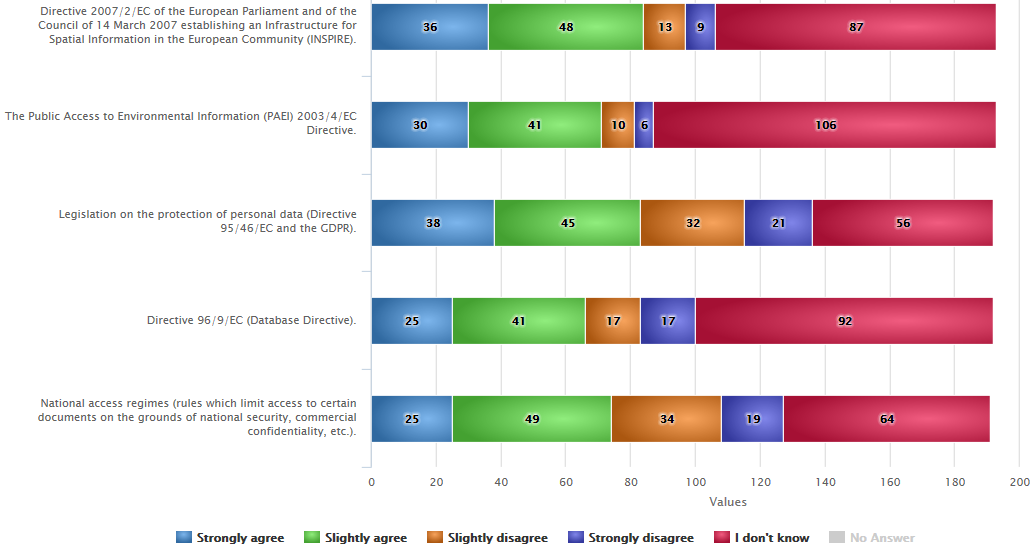 Directive 2007/2/EC of the European Parliament and of the
Council of 14 March 2007 establishing an Infrastructure for
Spatial Information in the European Community (INSPIRE).
36 48 13 9 87
The Public Access to Environmental Information (PAEI) 2003/4/EC
Directive.
30 41 10 6 106
Legislation on the protection of personal data (Directive
95/46/EC and the GDPR).
38 45 32 21 56
Directive 96/9/EC (Database Directive).
25 41 17 17 92
National access regimes (rules which limit access to certain
documents on the grounds of national security, commercial
confidentiality, etc.).
25 49 34 19 64
0 20 40 60 80 100 120 140 160 180 200
Values
Strongly agree Slightly agree Slightly disagree Strongly disagree I don't know No Answer